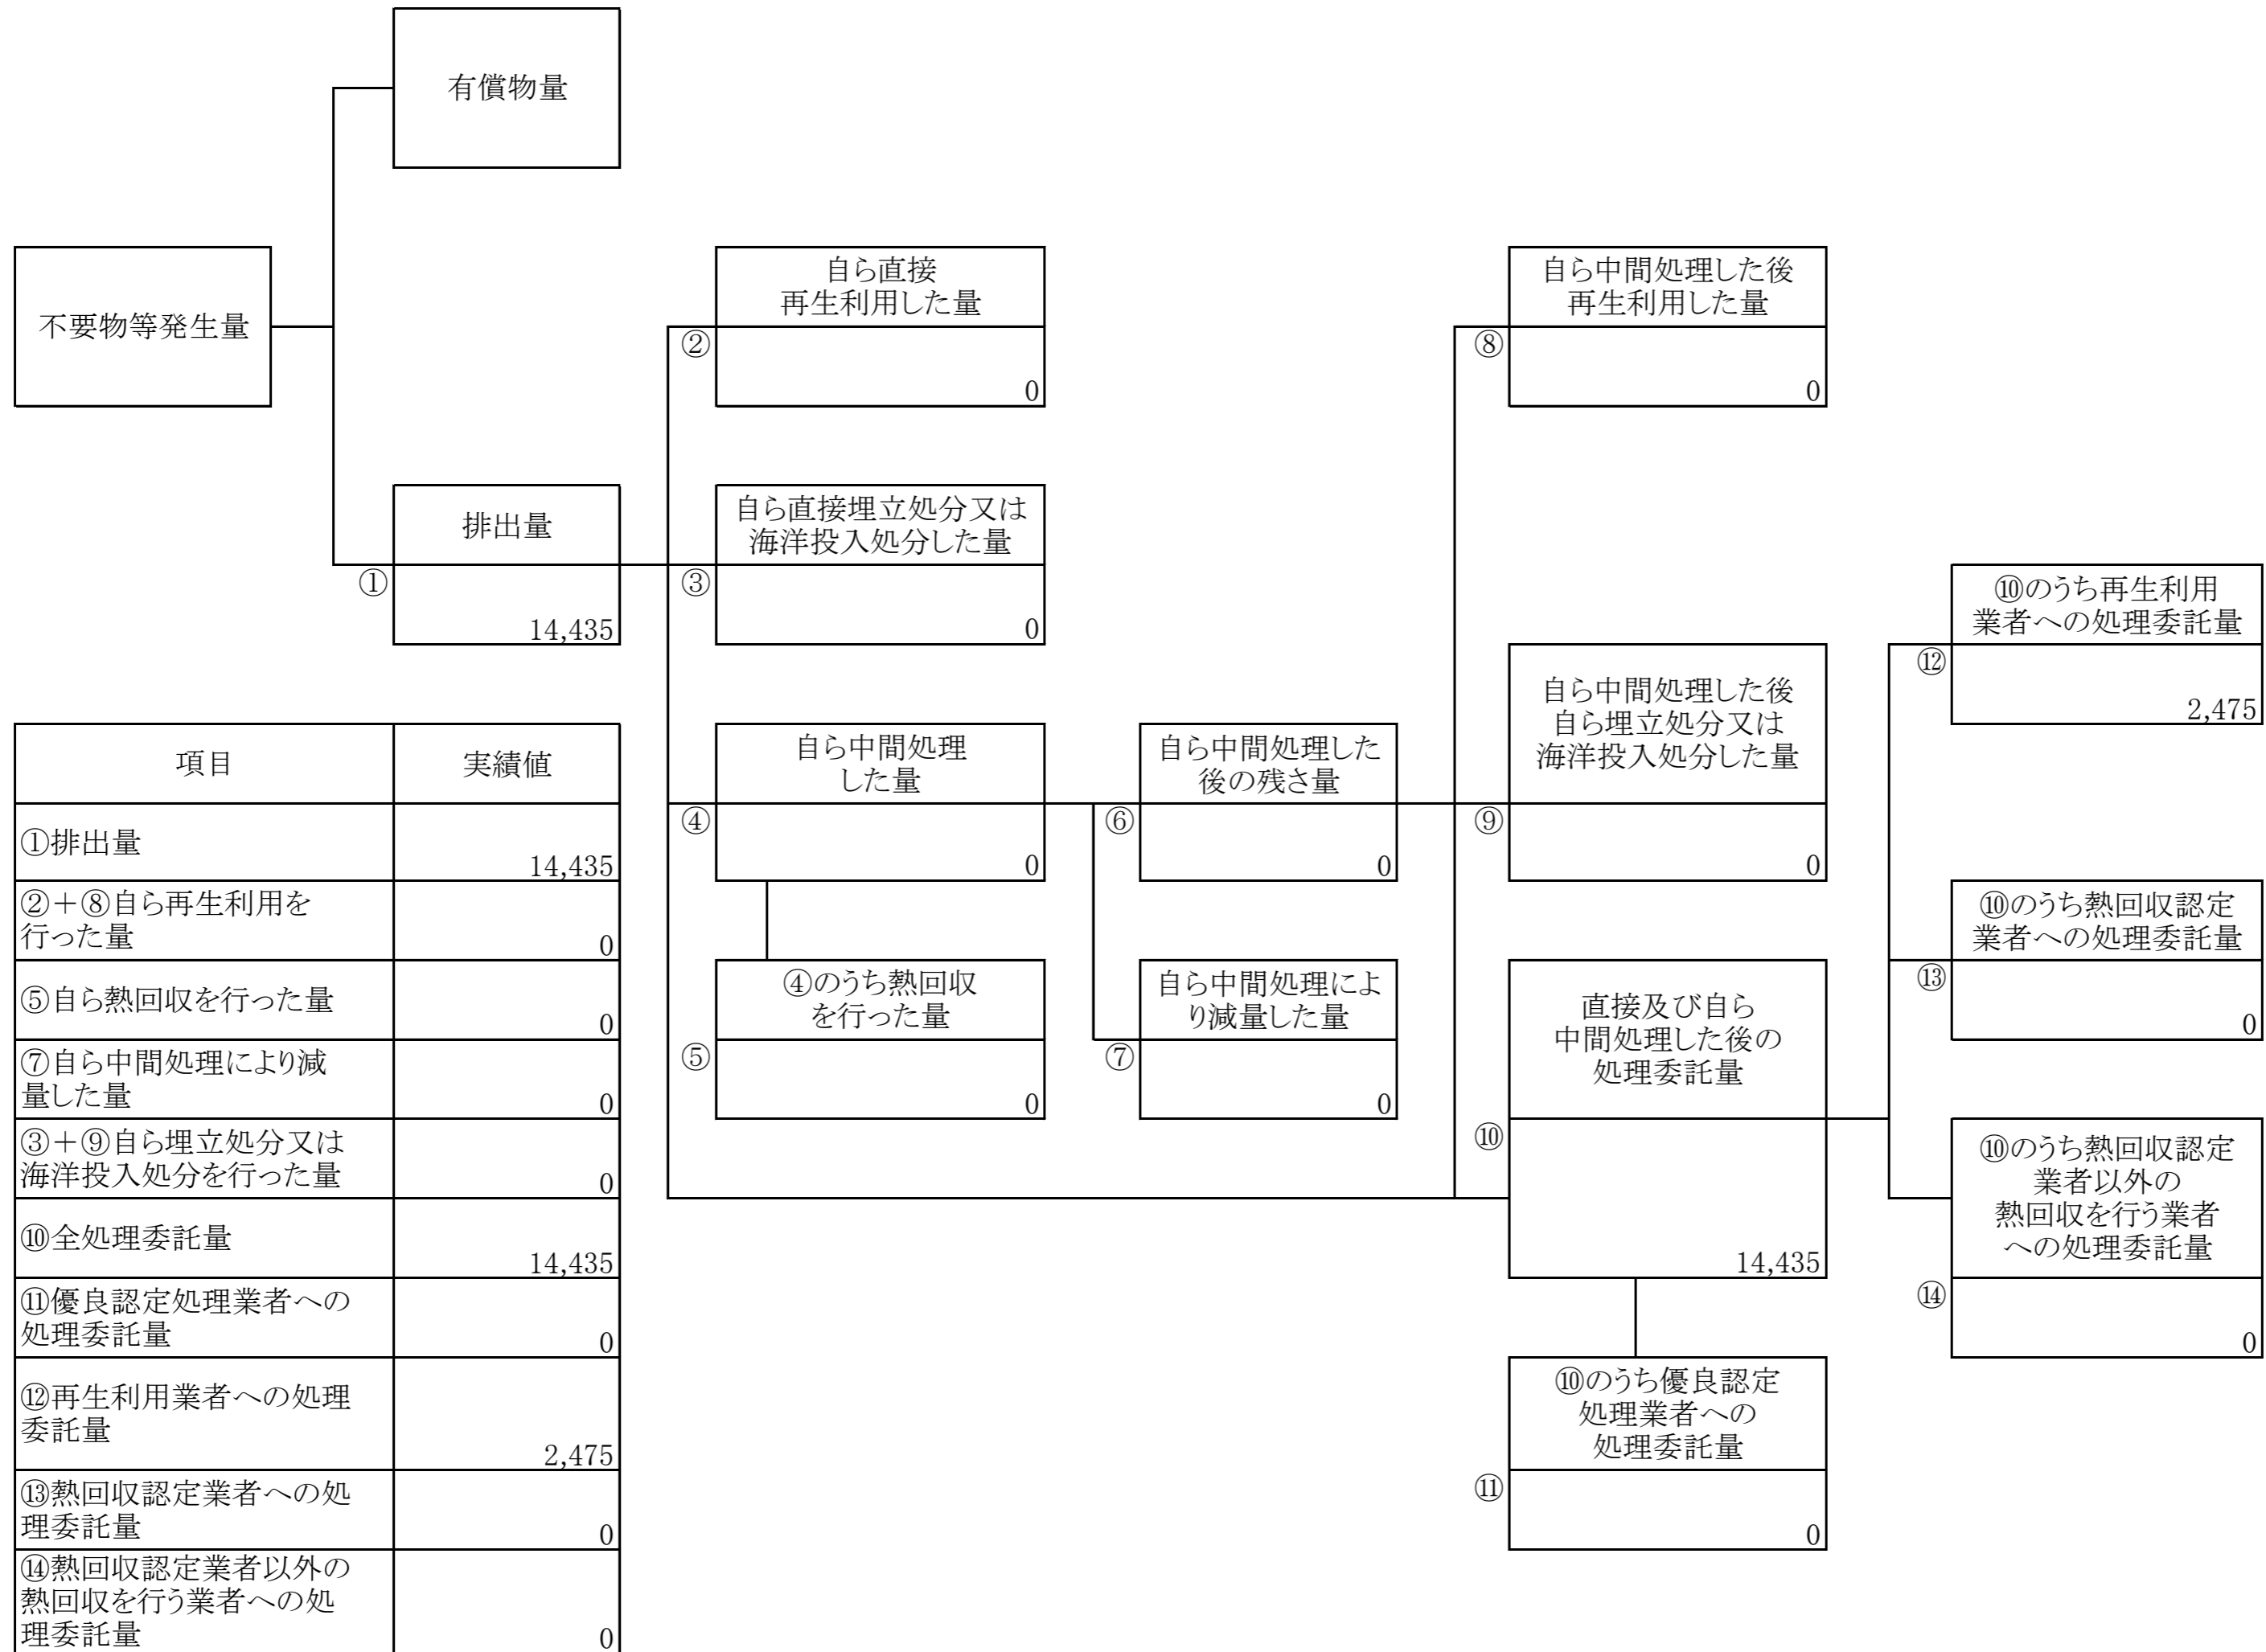 有償物量
不要物等発生量
自ら直接
再生利用した量
②
0
自ら中間処理した後
再生利用した量
⑧
0
排出量
①
14,435
自ら直接埋立処分又は
海洋投入処分した量
③
0
⑩のうち再生利用
業者への処理委託量
⑫
2,475
自ら中間処理
した量
④
0
自ら中間処理した
後の残さ量
⑥
0
自ら中間処理した後
自ら埋立処分又は
海洋投入処分した量
⑨
0
⑩のうち熱回収認定
業者への処理委託量
⑬
0
④のうち熱回収
を行った量
⑤
0
自ら中間処理によ
り減量した量
⑦
0
直接及び自ら
中間処理した後の
処理委託量
⑩
14,435
⑩のうち熱回収認定
業者以外の
熱回収を行う業者
への処理委託量
⑭
0
⑩のうち優良認定
処理業者への
処理委託量
⑪
0
項目 実績値
①排出量
14,435
②＋⑧自ら再生利用を
行った量
0
⑤自ら熱回収を行った量
0
⑦自ら中間処理により減
量した量
0
③＋⑨自ら埋立処分又は
海洋投入処分を行った量
0
⑩全処理委託量
14,435
⑪優良認定処理業者への
処理委託量
0
⑫再生利用業者への処理
委託量
2,475
⑬熱回収認定業者への処
理委託量
0
⑭熱回収認定業者以外の
熱回収を行う業者への処
理委託量
0